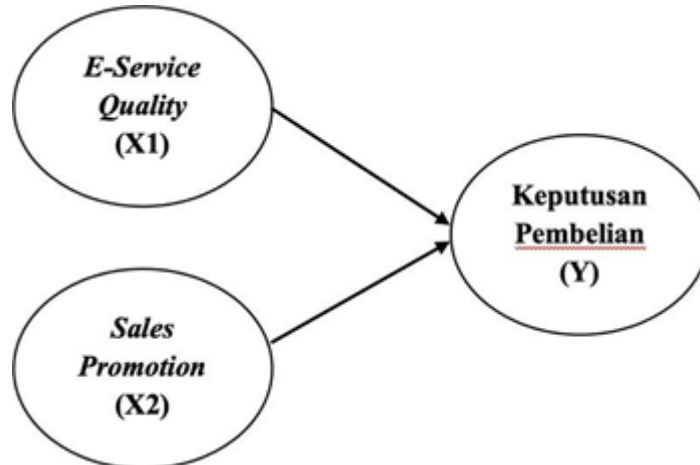 E-Service
Quality
(X1)
Keputusan
Pembelian
(Y)
Sales
Promotion
(X2)